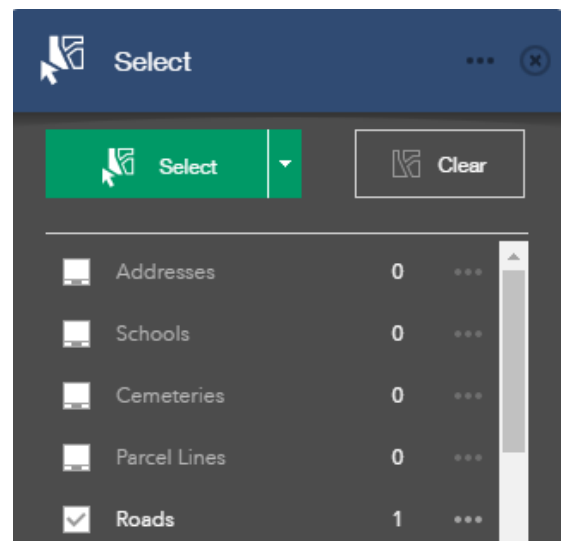 Select
Select Clear
Addresses 0
Schools 0
Cemeteries 0
Parcel Lines 0
Roads 1